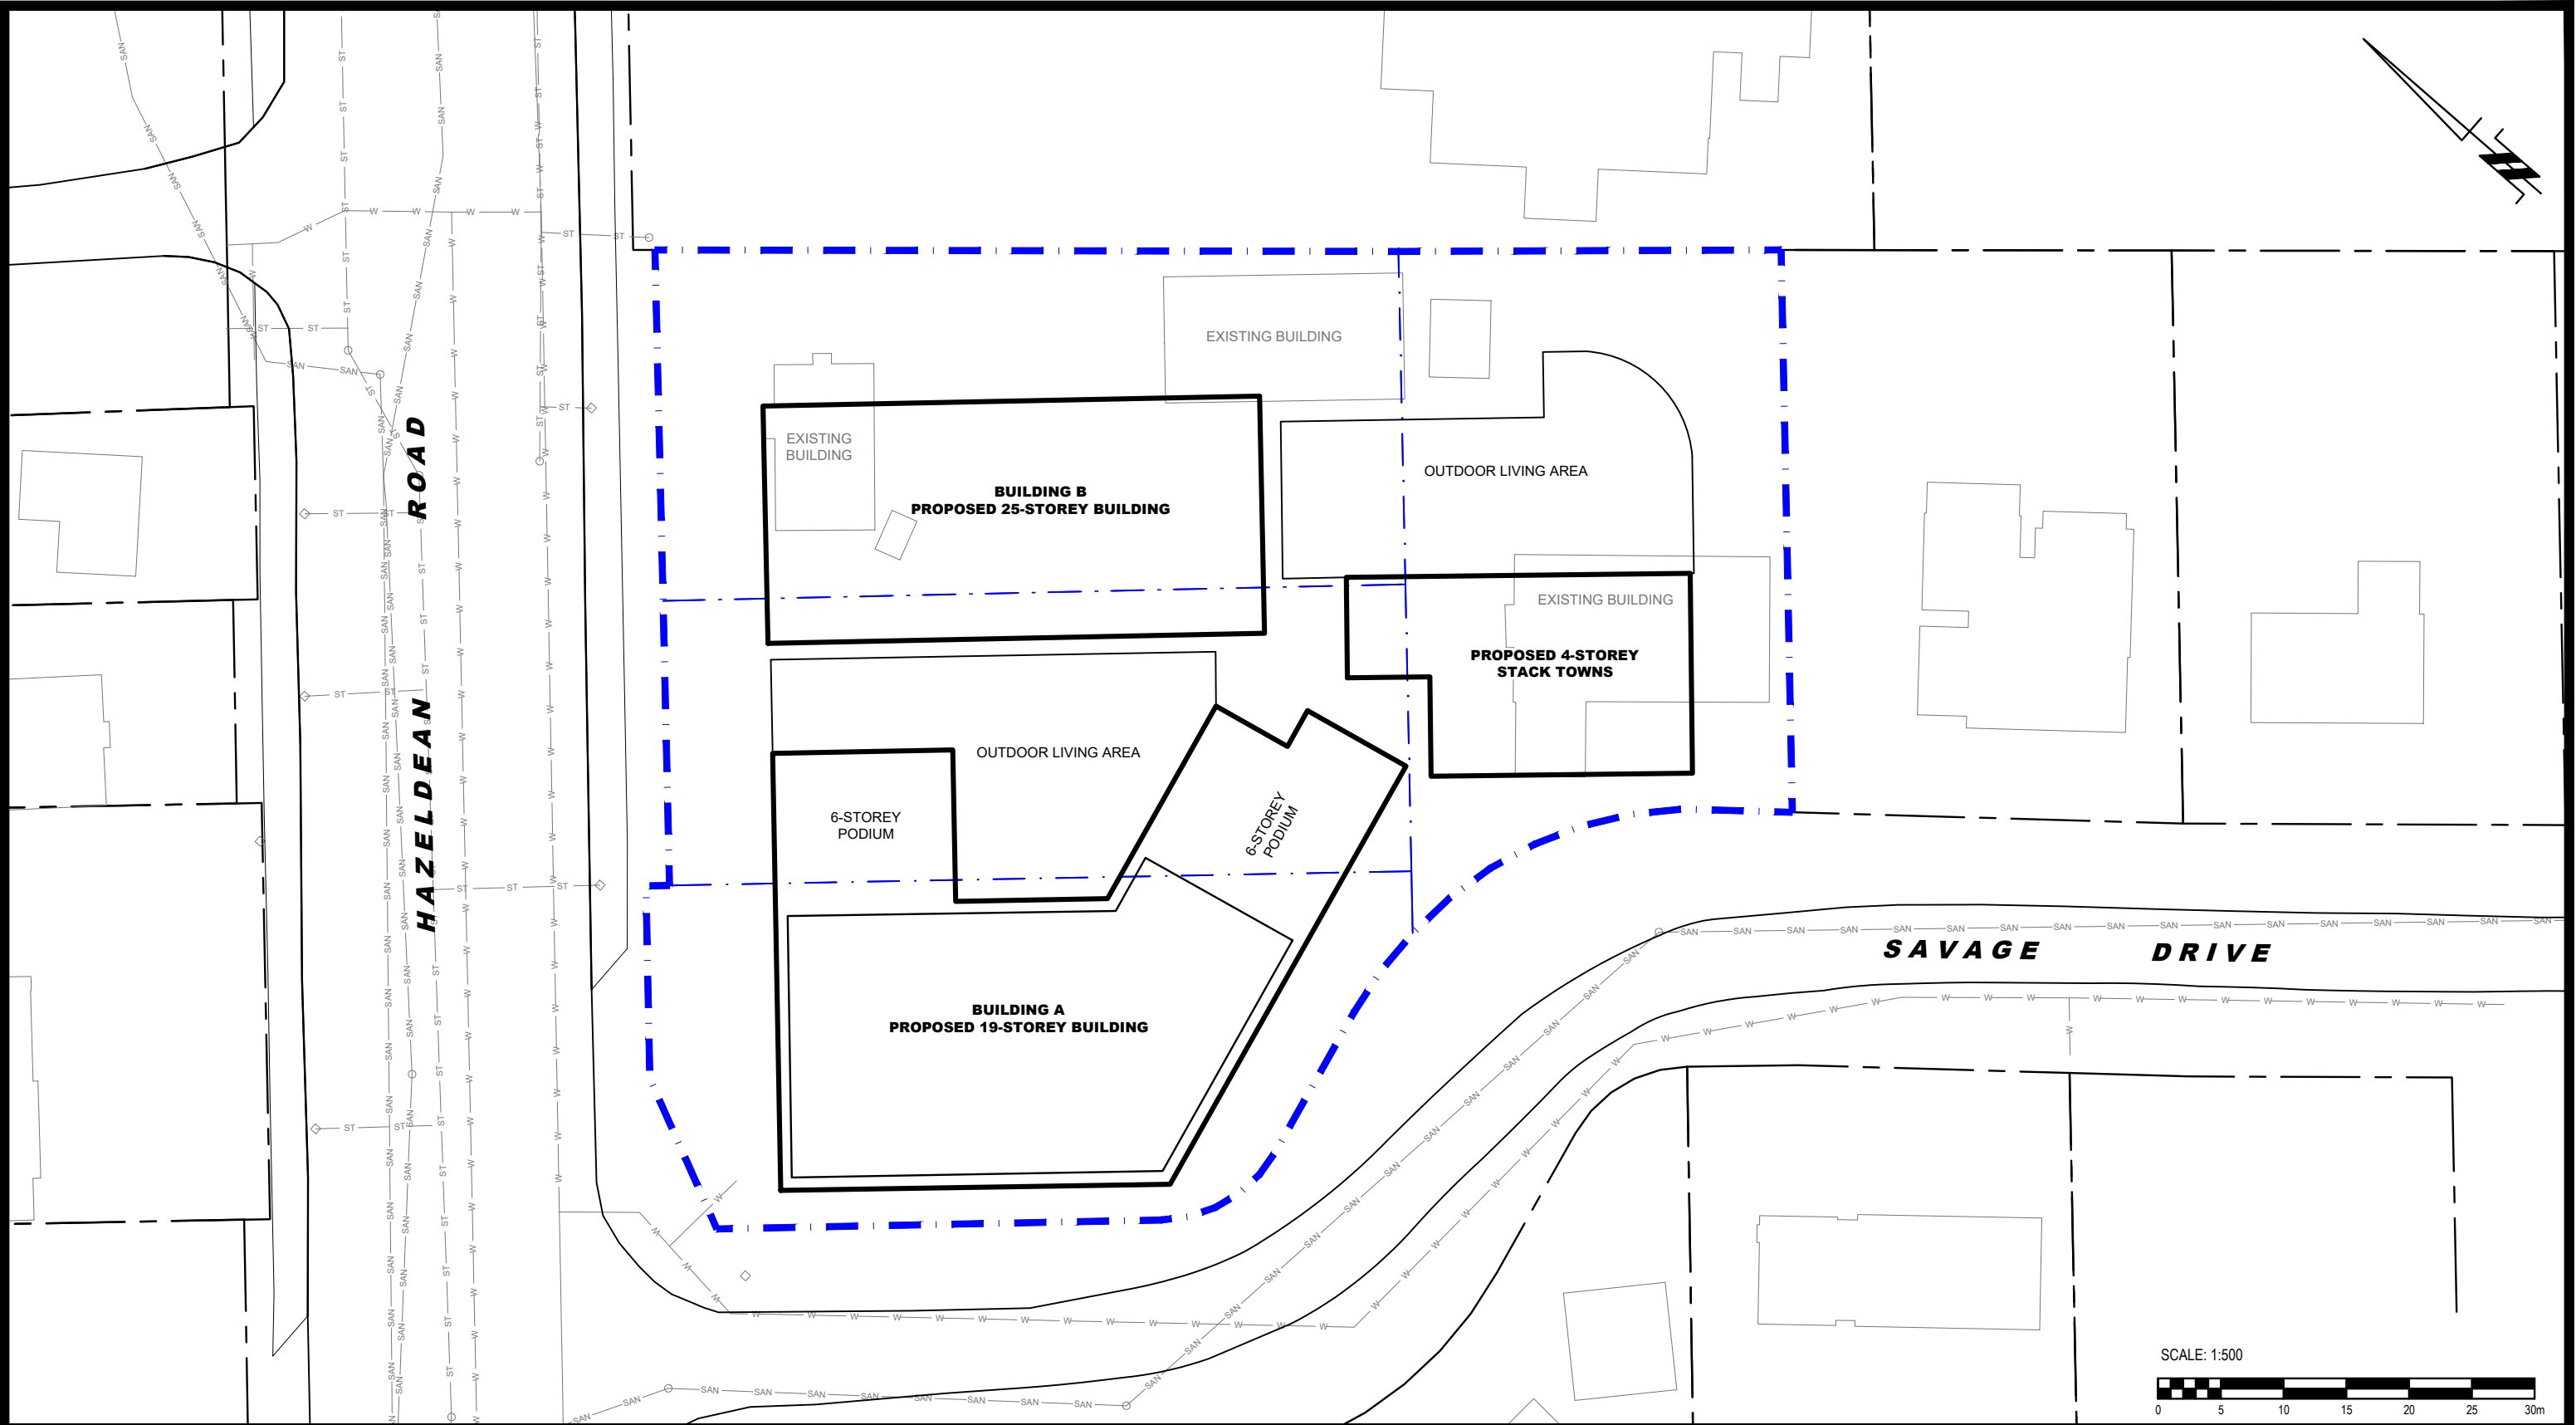 EXISTING BUILDING
EXISTING
BUILDING
OUTDOOR LIVING AREA
BUILDING B
PROPOSED 25-STOREY BUILDING
EXISTING BUILDING
PROPOSED 4-STOREY
STACK TOWNS
OUTDOOR LIVING AREA
6-STOREY
PODIUM
6-STOREY
PODIUM
HAZELDEAN ROAD
SAVAGE DRIVE
BUILDING A
PROPOSED 19-STOREY BUILDING
SCALE: 1:500
0 5 10 15 20 25 30m